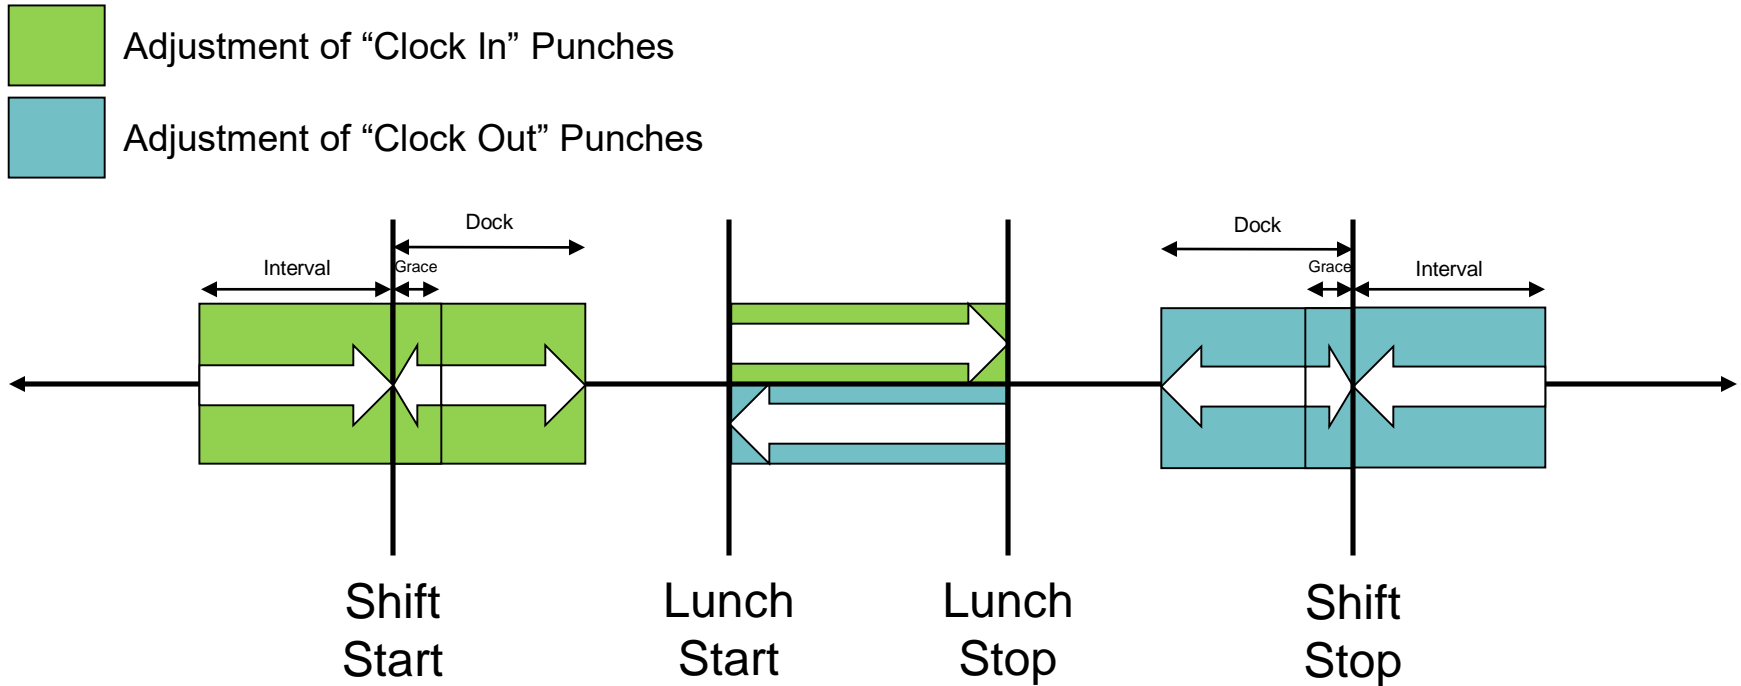 Adjustment of “Clock In” Punches
Adjustment of “Clock Out” Punches
Dock
Interval
Grace
Dock
Grace
Interval
Shift
Start
Lunch
Start
Lunch
Stop
Shift
Stop